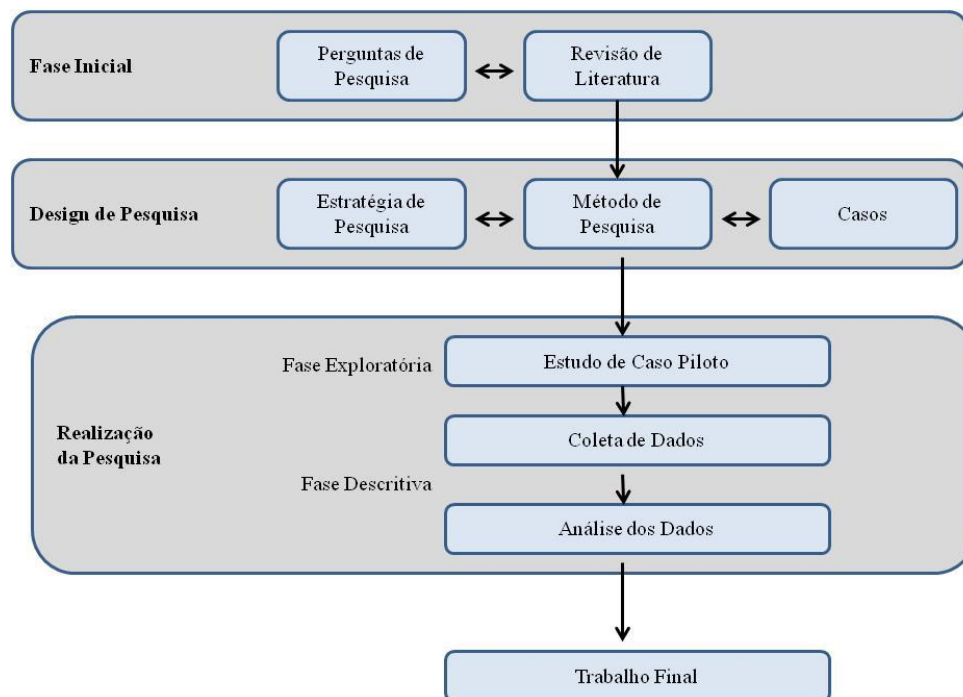 Fase Inicial
Perguntas de
Pesquisa
Revisão de
Literatura
Design de Pesquisa
Estratégia de
Pesquisa
Método de
Pesquisa
Casos
Realização
da Pesquisa
Fase Exploratória
Estudo de Caso Piloto
Coleta de Dados
Fase Descritiva
Análise dos Dados
Trabalho Final